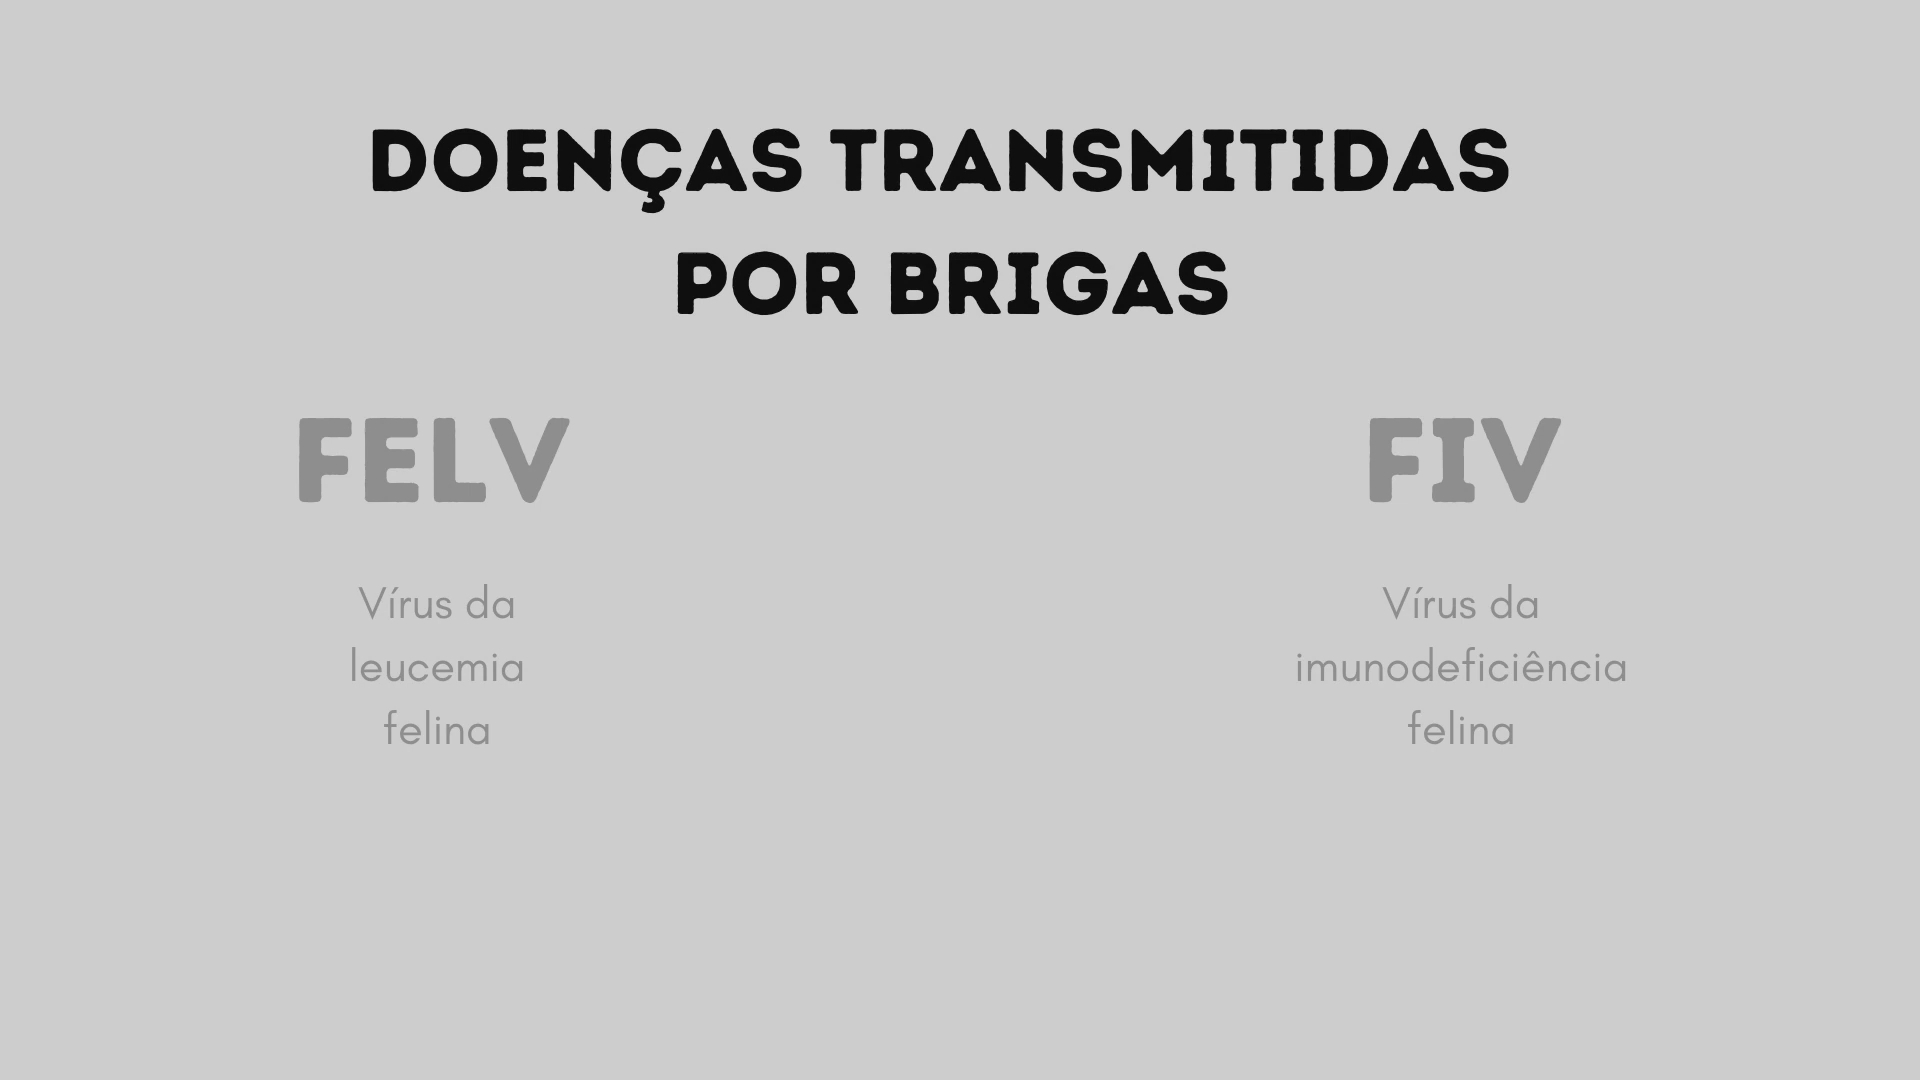 DOENÇAS TRANSMITIDAS
POR BRIGAS
FELV
Vírus da
leucemia
felina
FIV
Vírus da
imunodeficiência
felina